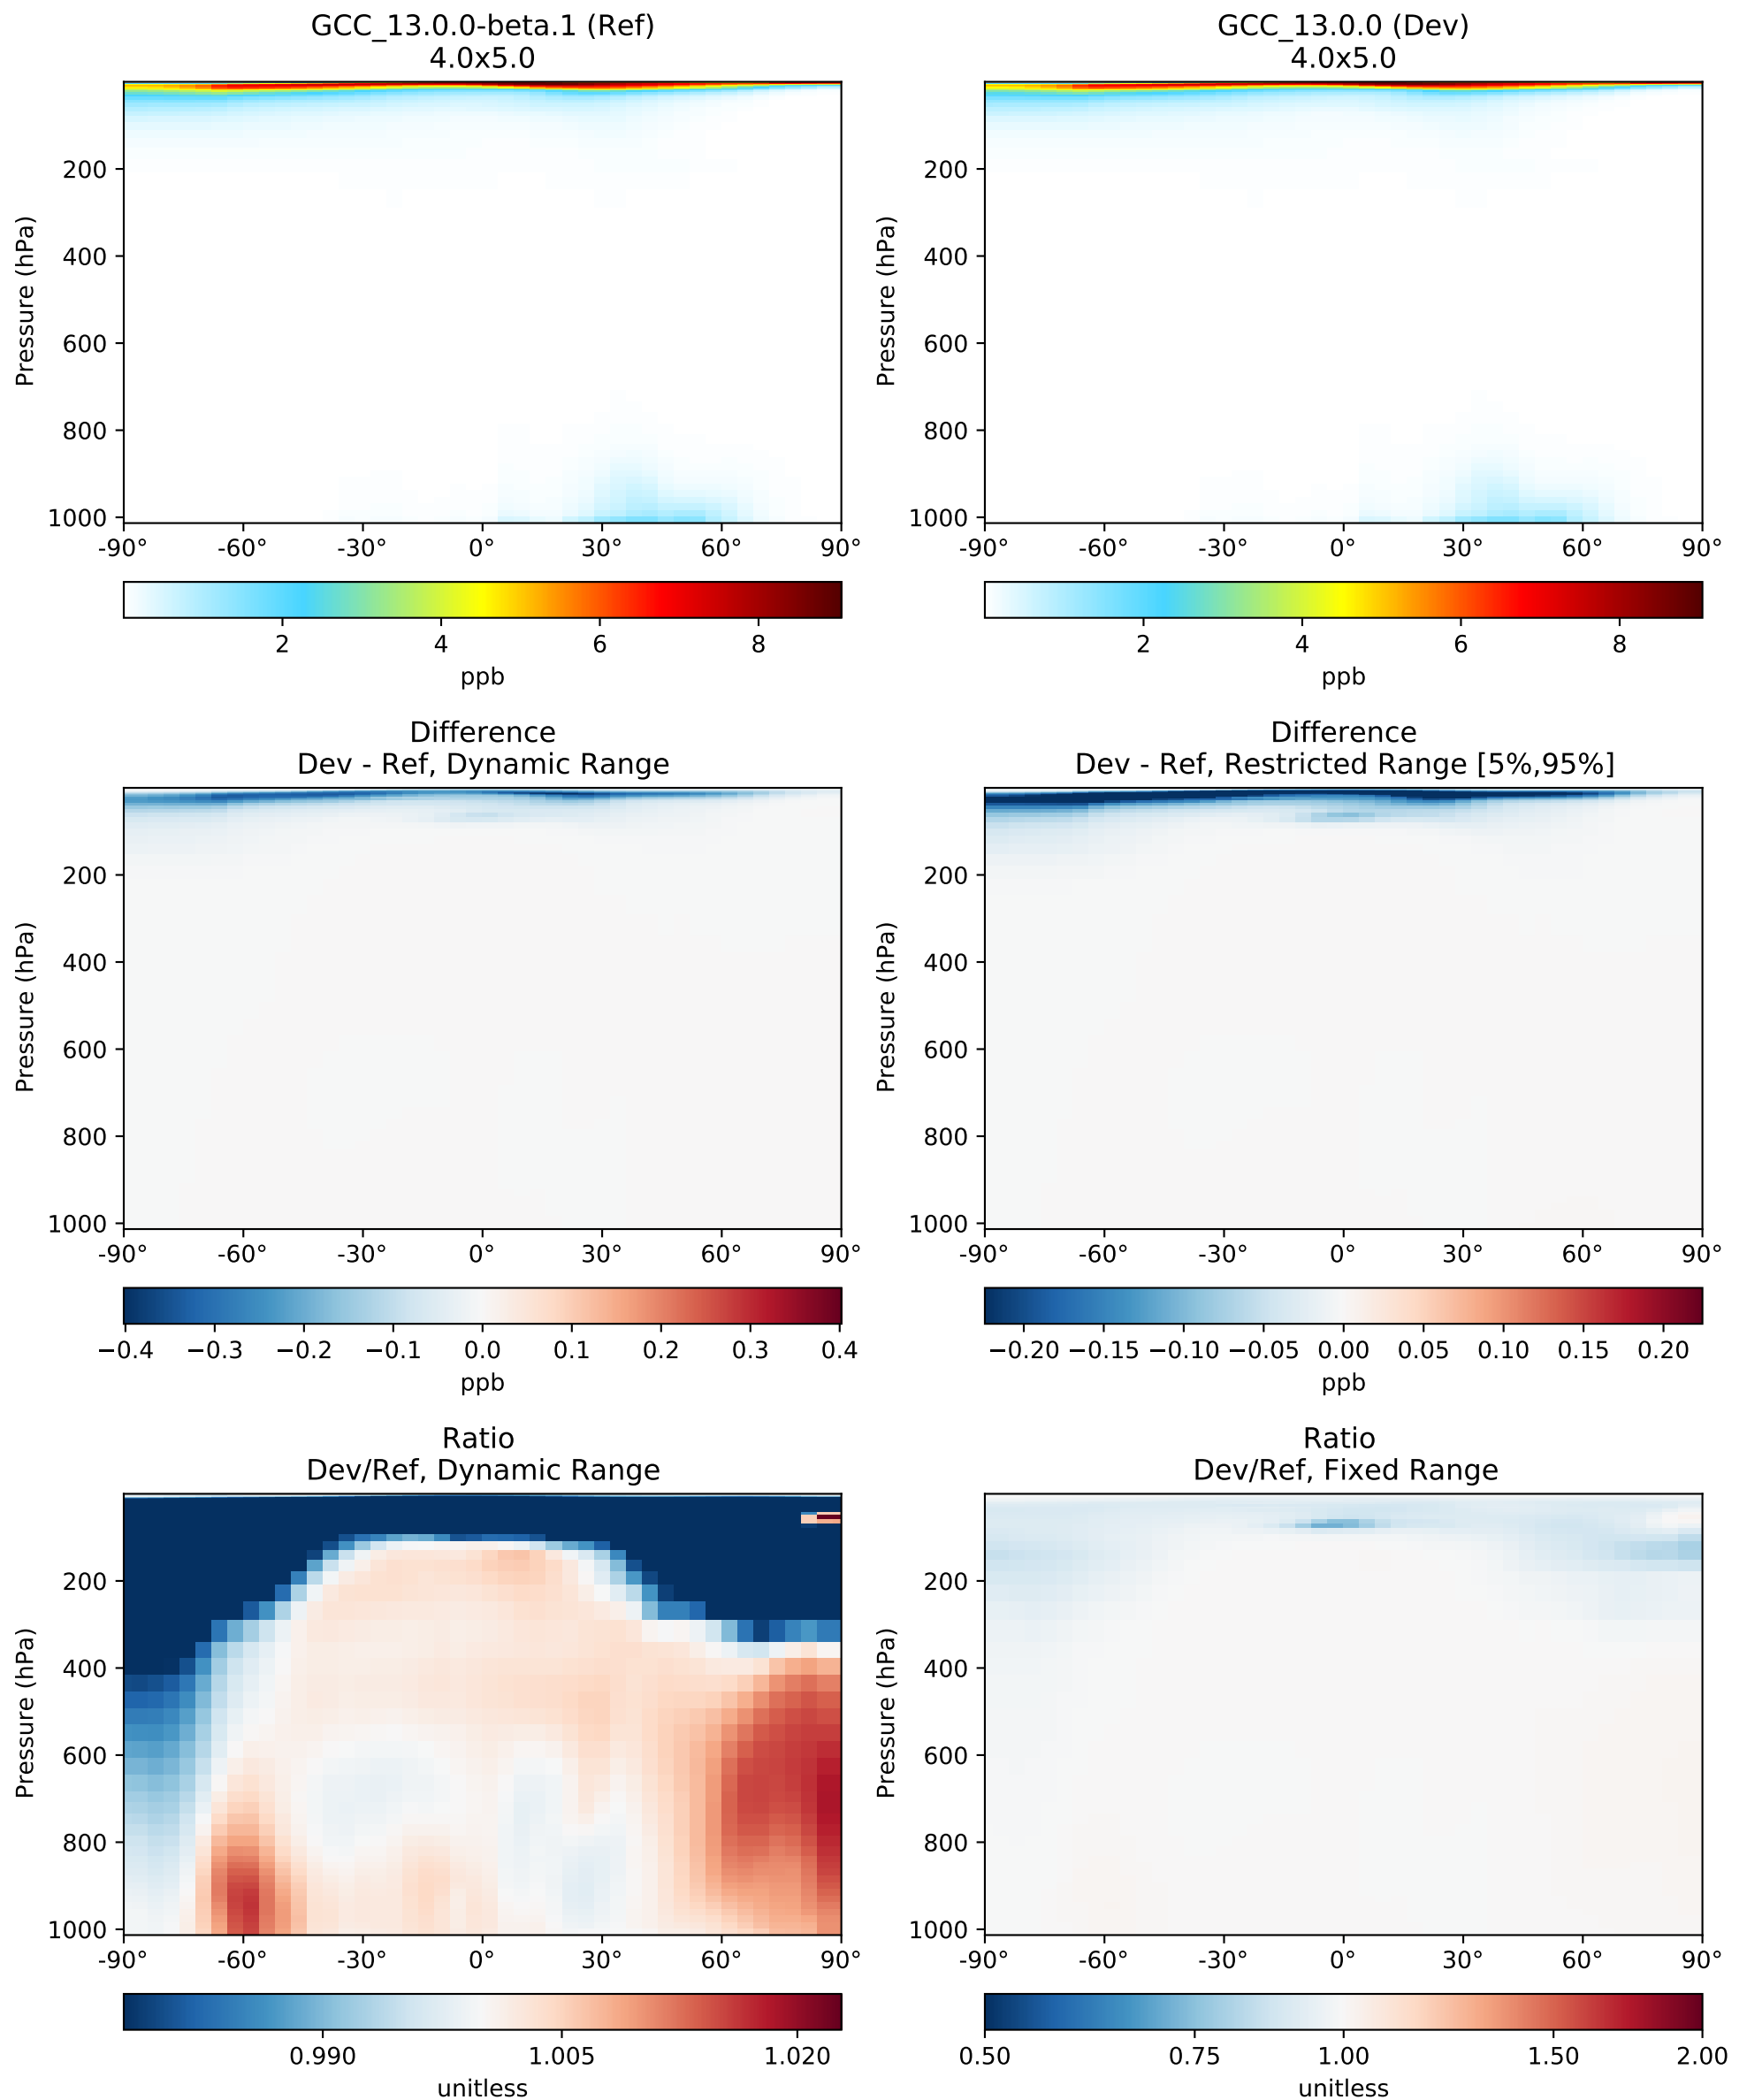 GCC_13.0.0-beta.1 (Ref)
4.0x5.0
Pressure (hPa)
200
400
600
800
1000
-90° -60° -30° 0° 30° 60° 90°
2 4 6 8
ppb
GCC_13.0.0 (Dev)
4.0x5.0
Pressure (hPa)
200
400
600
800
1000
-90° -60° -30° 0° 30° 60° 90°
2 4 6 8
ppb
Difference
Dev - Ref, Dynamic Range
Pressure (hPa)
200
400
600
800
1000
-90° -60° -30° 0° 30° 60° 90°
−0.4 −0.3 −0.2 −0.1 0.0 0.1 0.2 0.3 0.4
ppb
Difference
Dev - Ref, Restricted Range [5%,95%]
Pressure (hPa)
200
400
600
800
1000
-90° -60° -30° 0° 30° 60° 90°
−0.20 −0.15 −0.10 −0.05 0.00 0.05 0.10 0.15 0.20
ppb
Ratio
Dev/Ref, Dynamic Range
Pressure (hPa)
200
400
600
800
1000
-90° -60° -30° 0° 30° 60° 90°
0.990 1.005 1.020
unitless
Ratio
Dev/Ref, Fixed Range
Pressure (hPa)
200
400
600
800
1000
-90° -60° -30° 0° 30° 60° 90°
0.50 0.75 1.00 1.50 2.00
unitless